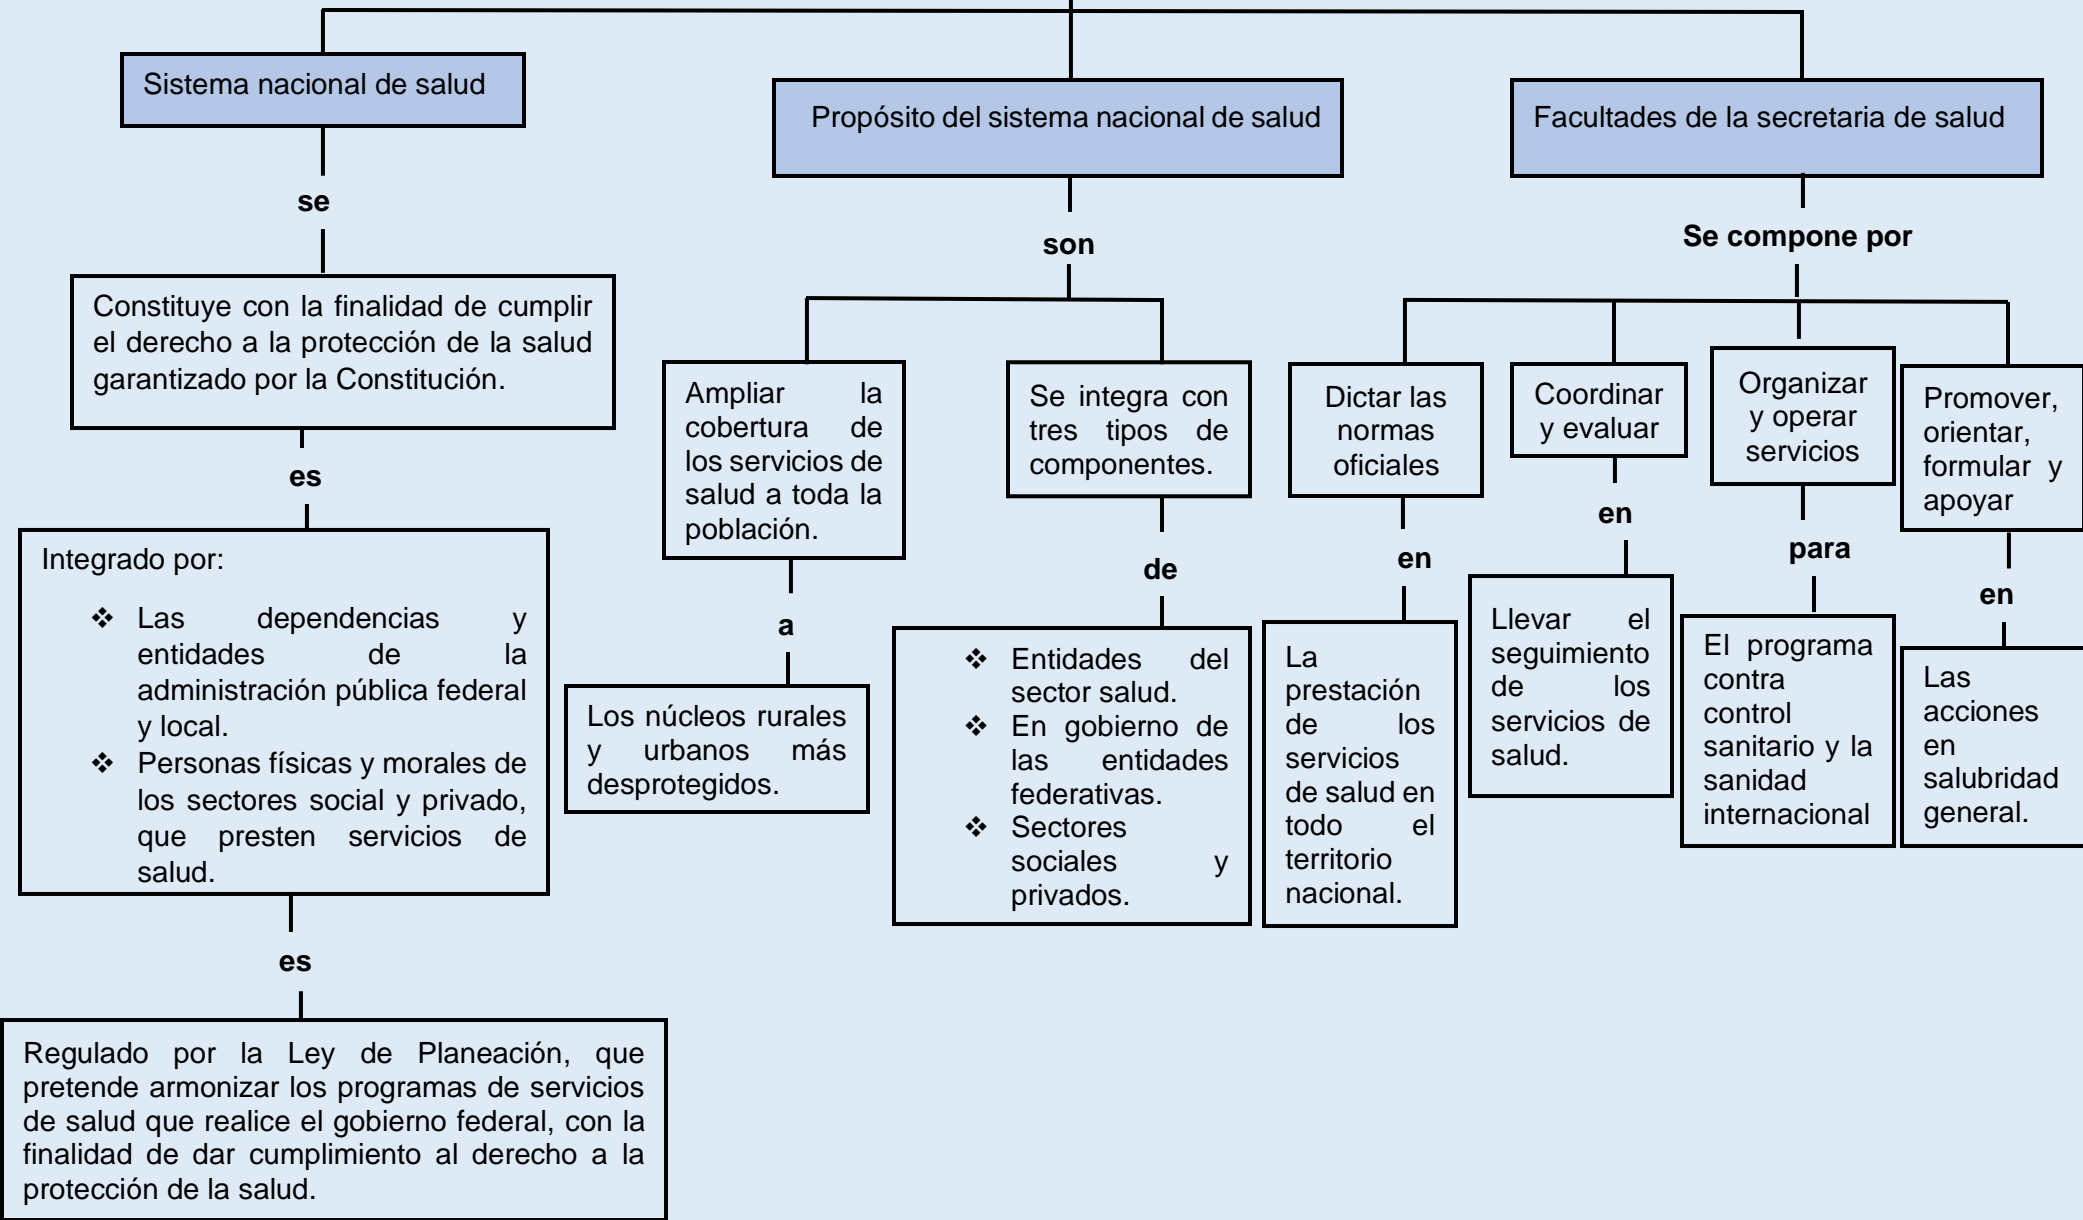 Sistema nacional de salud
se
Constituye con la finalidad de cumplir
el derecho a la protección de la salud
garantizado por la Constitución.
es
Integrado por:
❖ Las dependencias y
entidades de la
administración pública federal
y local.
❖ Personas físicas y morales de
los sectores social y privado,
que presten servicios de
salud.
es
Regulado por la Ley de Planeación, que
pretende armonizar los programas de servicios
de salud que realice el gobierno federal, con la
finalidad de dar cumplimiento al derecho a la
protección de la salud.
Propósito del sistema nacional de salud
son
Ampliar la
cobertura de
los servicios de
salud a toda la
población.
a
Los núcleos rurales
y urbanos más
desprotegidos.
Se integra con
tres tipos de
componentes.
de
❖ Entidades del
sector salud.
❖ En gobierno de
las entidades
federativas.
❖ Sectores
sociales y
privados.
Facultades de la secretaria de salud
Se compone por
Dictar las
normas
oficiales
en
La
prestación
de los
servicios
de salud en
todo el
territorio
nacional.
Coordinar
y evaluar
en
Llevar el
seguimiento
de los
servicios de
salud.
Organizar
y operar
servicios
para
El programa
contra
control
sanitario y la
sanidad
internacional
Promover,
orientar,
formular y
apoyar
en
Las
acciones
en
salubridad
general.